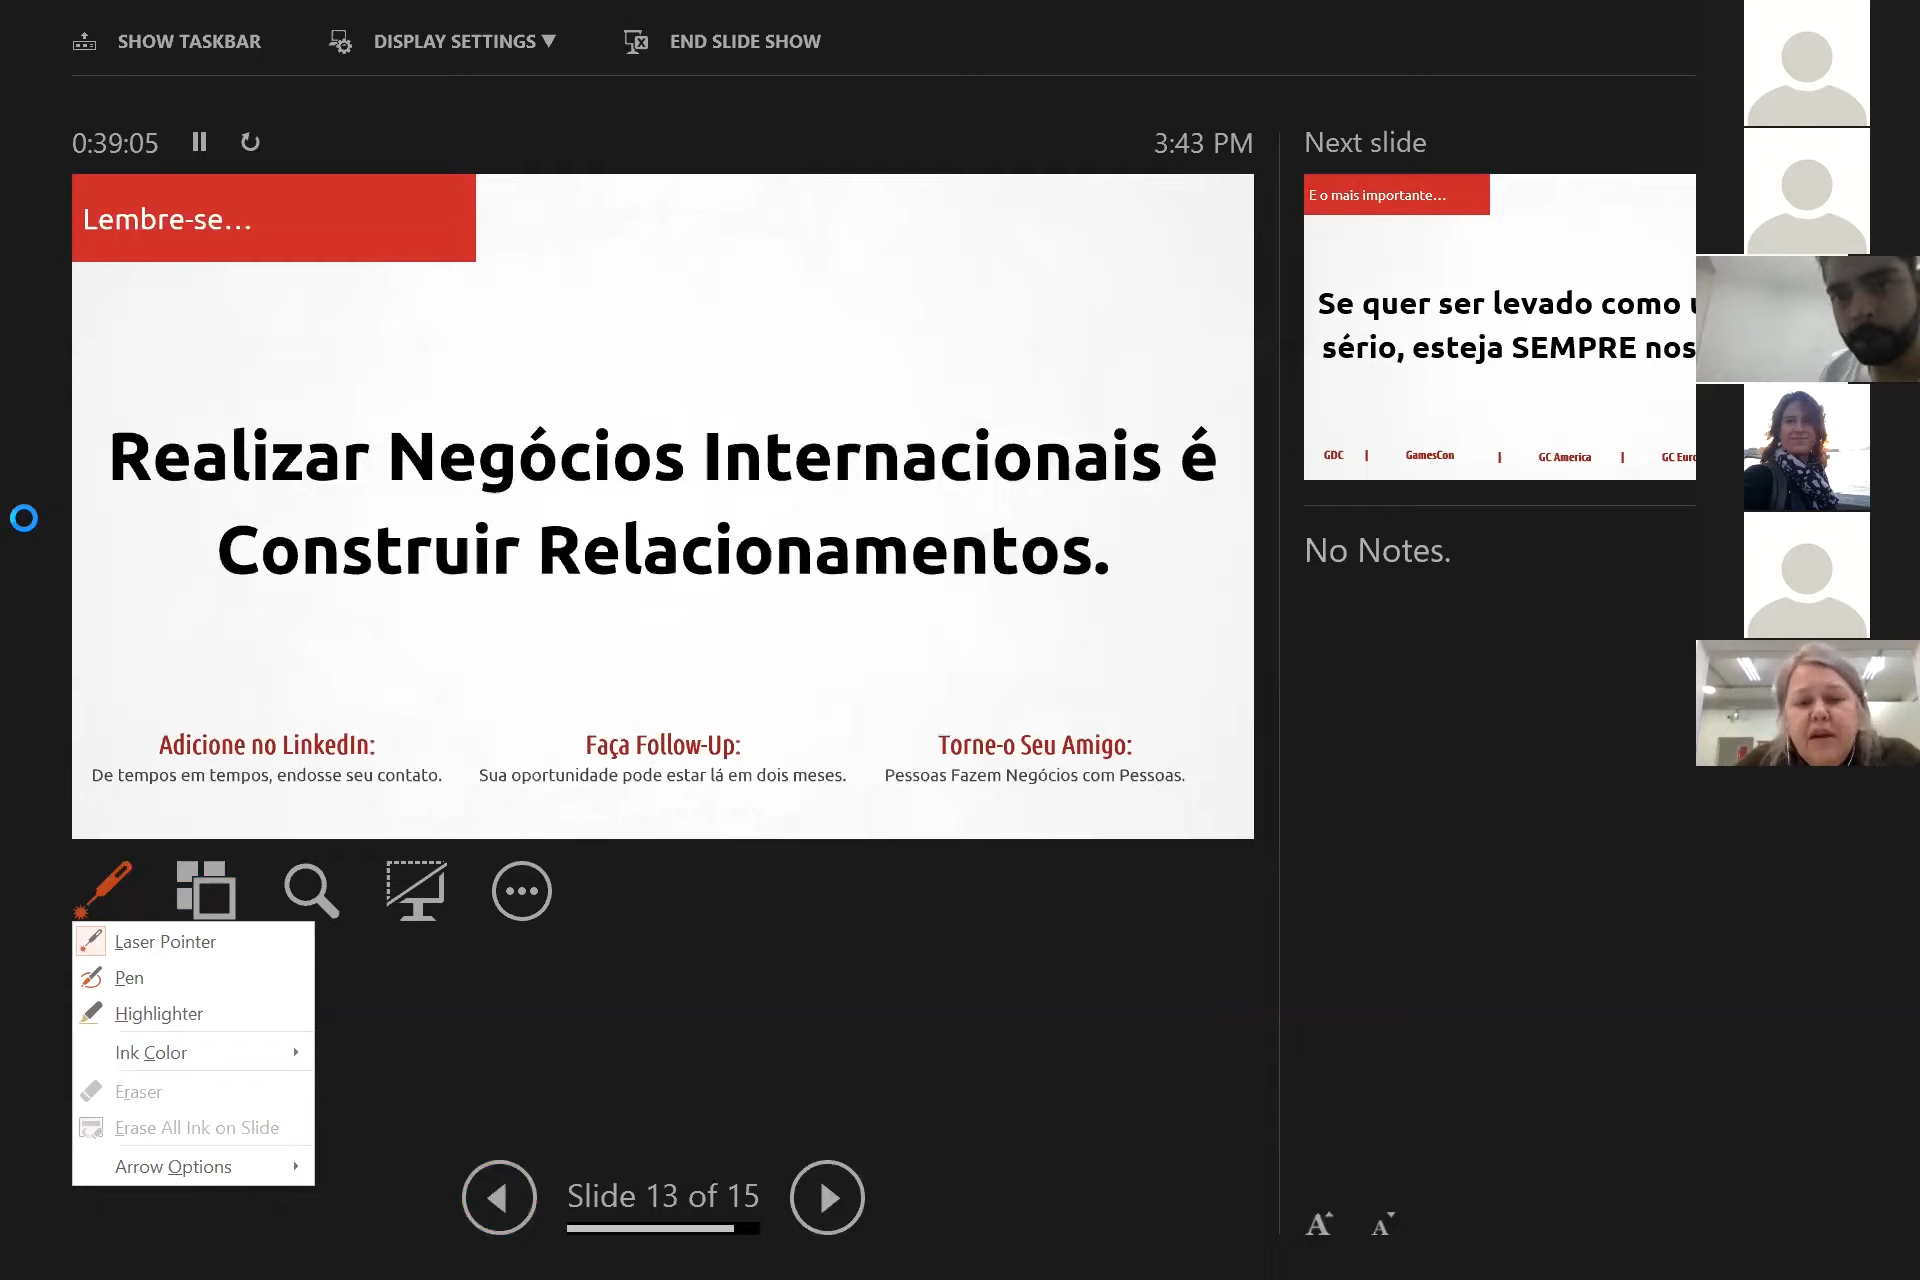 SHOW TASKBAR
DISPLAY SETTINGS ▼
END SLIDE SHOW
0:39:05
3:43 PM
Next slide
Lembre-se...
Realizar Negócios Internacionais é
Construir Relacionamentos.
Adicione no LinkedIn:
De tempos em tempos, endosse seu contato.
Faça Follow-Up:
Sua oportunidade pode estar lá em dois meses.
Torne-o Seu Amigo:
Pessoas Fazem Negócios com Pessoas.
E o mais importante...
Se quer ser levado como
sério, esteja SEMPRE nos
GDC | GamesCon | GC America | GC
No Notes.
Laser Pointer
Pen
Highlighter
Ink Color
Eraser
Erase All Ink on Slide
Arrow Options
Slide 13 of 15
A A